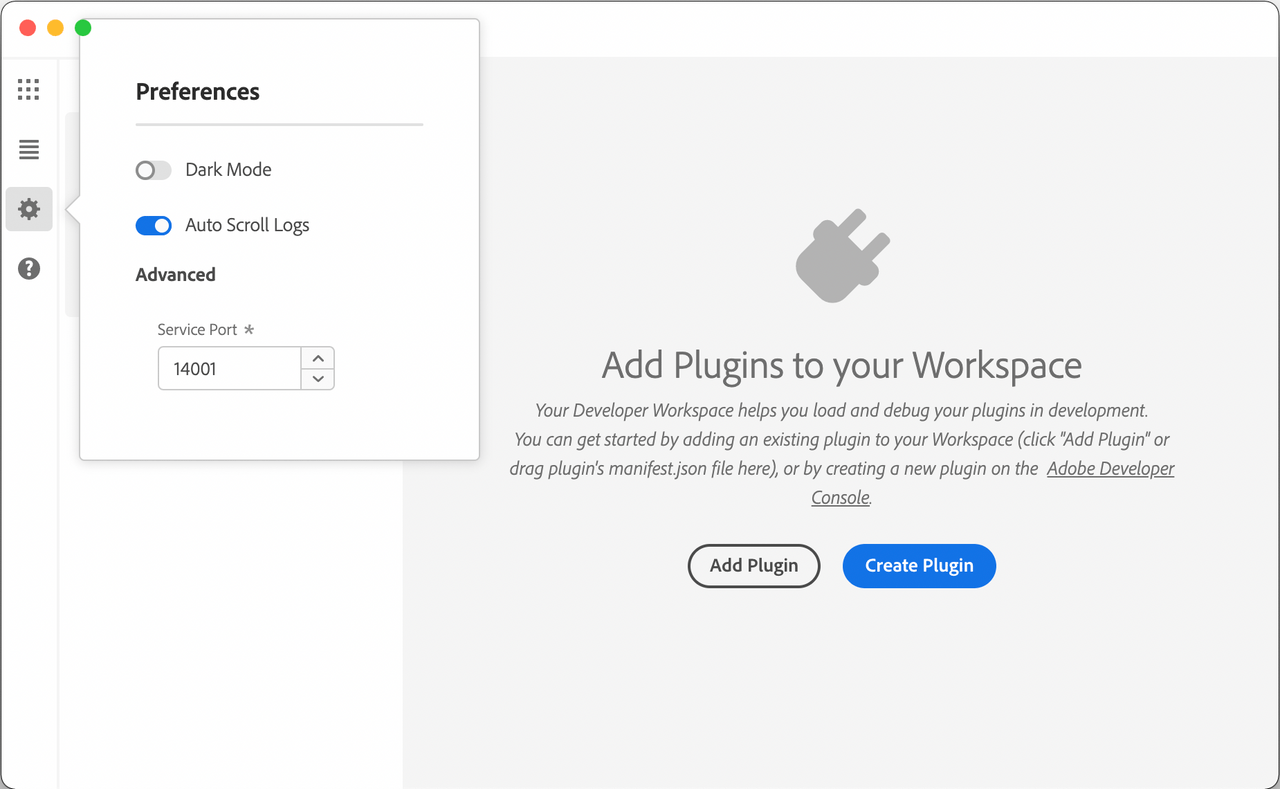 Preferences
Dark Mode
Auto Scroll Logs
Advanced
Service Port *
14001
Add Plugins to your Workspace
Your Developer Workspace helps you load and debug your plugins in development.
You can get started by adding an existing plugin to your Workspace (click "Add Plugin" or
drag plugin's manifest.json file here), or by creating a new plugin on the Adobe Developer
Console.
Add Plugin
Create Plugin